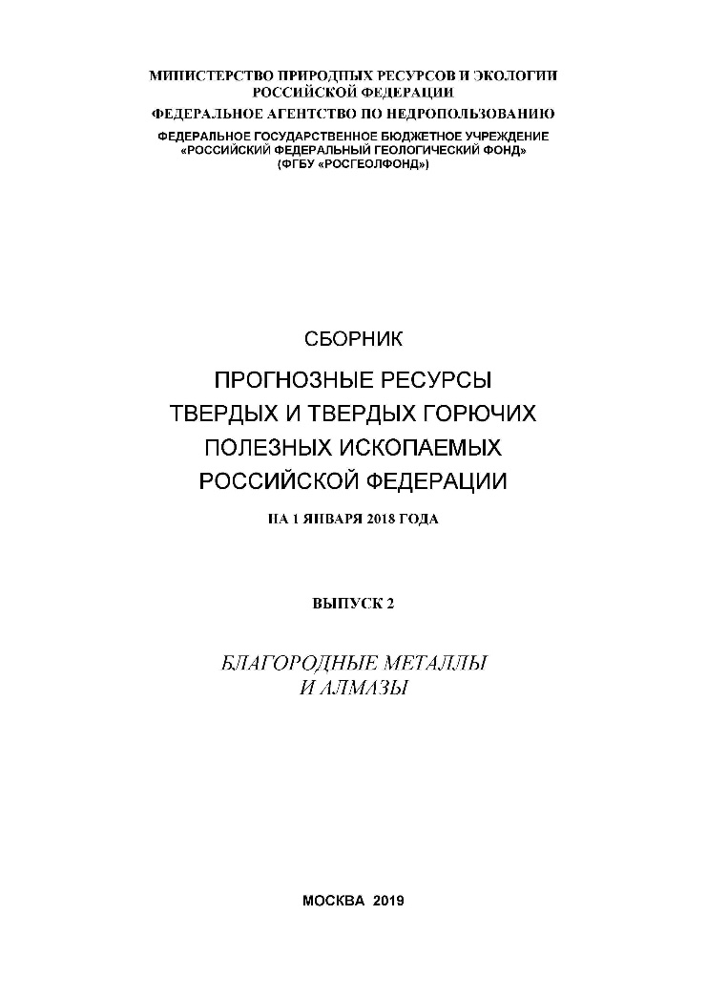 МИНИСТЕРСТВО ПРИРОДНЫХ РЕСУРСОВ И ЭКОЛОГИИ
РОССИЙСКОЙ ФЕДЕРАЦИИ
ФЕДЕРАЛЬНОЕ АГЕНТСТВО ПО НЕДРОПОЛЬЗОВАНИЮ
ФЕДЕРАЛЬНОЕ ГОСУДАРСТВЕННОЕ БЮДЖЕТНОЕ УЧРЕЖДЕНИЕ
«РОССИЙСКИЙ ФЕДЕРАЛЬНЫЙ ГЕОЛОГИЧЕСКИЙ ФОНД»
(ФГБУ «РОСГЕОЛФОНД»)
СБОРНИК
ПРОГНОЗНЫЕ РЕСУРСЫ
ТВЕРДЫХ И ТВЕРДЫХ ГОРЮЧИХ
ПОЛЕЗНЫХ ИСКОПАЕМЫХ
РОССИЙСКОЙ ФЕДЕРАЦИИ
НА 1 ЯНВАРЯ 2018 ГОДА
ВЫПУСК 2
БЛАГОРОДНЫЕ МЕТАЛЛЫ
И АЛМАЗЫ
МОСКВА 2019